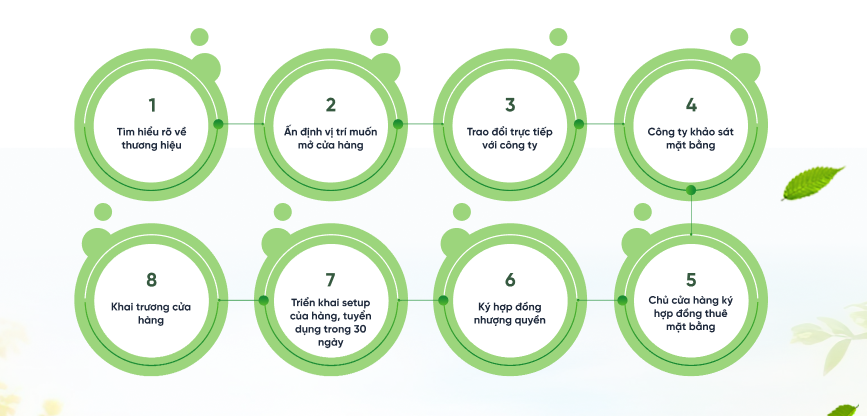 1
Tìm hiểu rõ về
thương hiệu
2
Ấn định vị trí muốn
mở cửa hàng
3
Trao đổi trực tiếp
với công ty
4
Công ty khảo sát
mặt bằng
5
Chủ cửa hàng ký
hợp đồng thuê
mặt bằng
6
Ký hợp đồng
nhượng quyền
7
Triển khai setup
của hàng, tuyển
dụng trong 30
ngày
8
Khai trương cửa
hàng